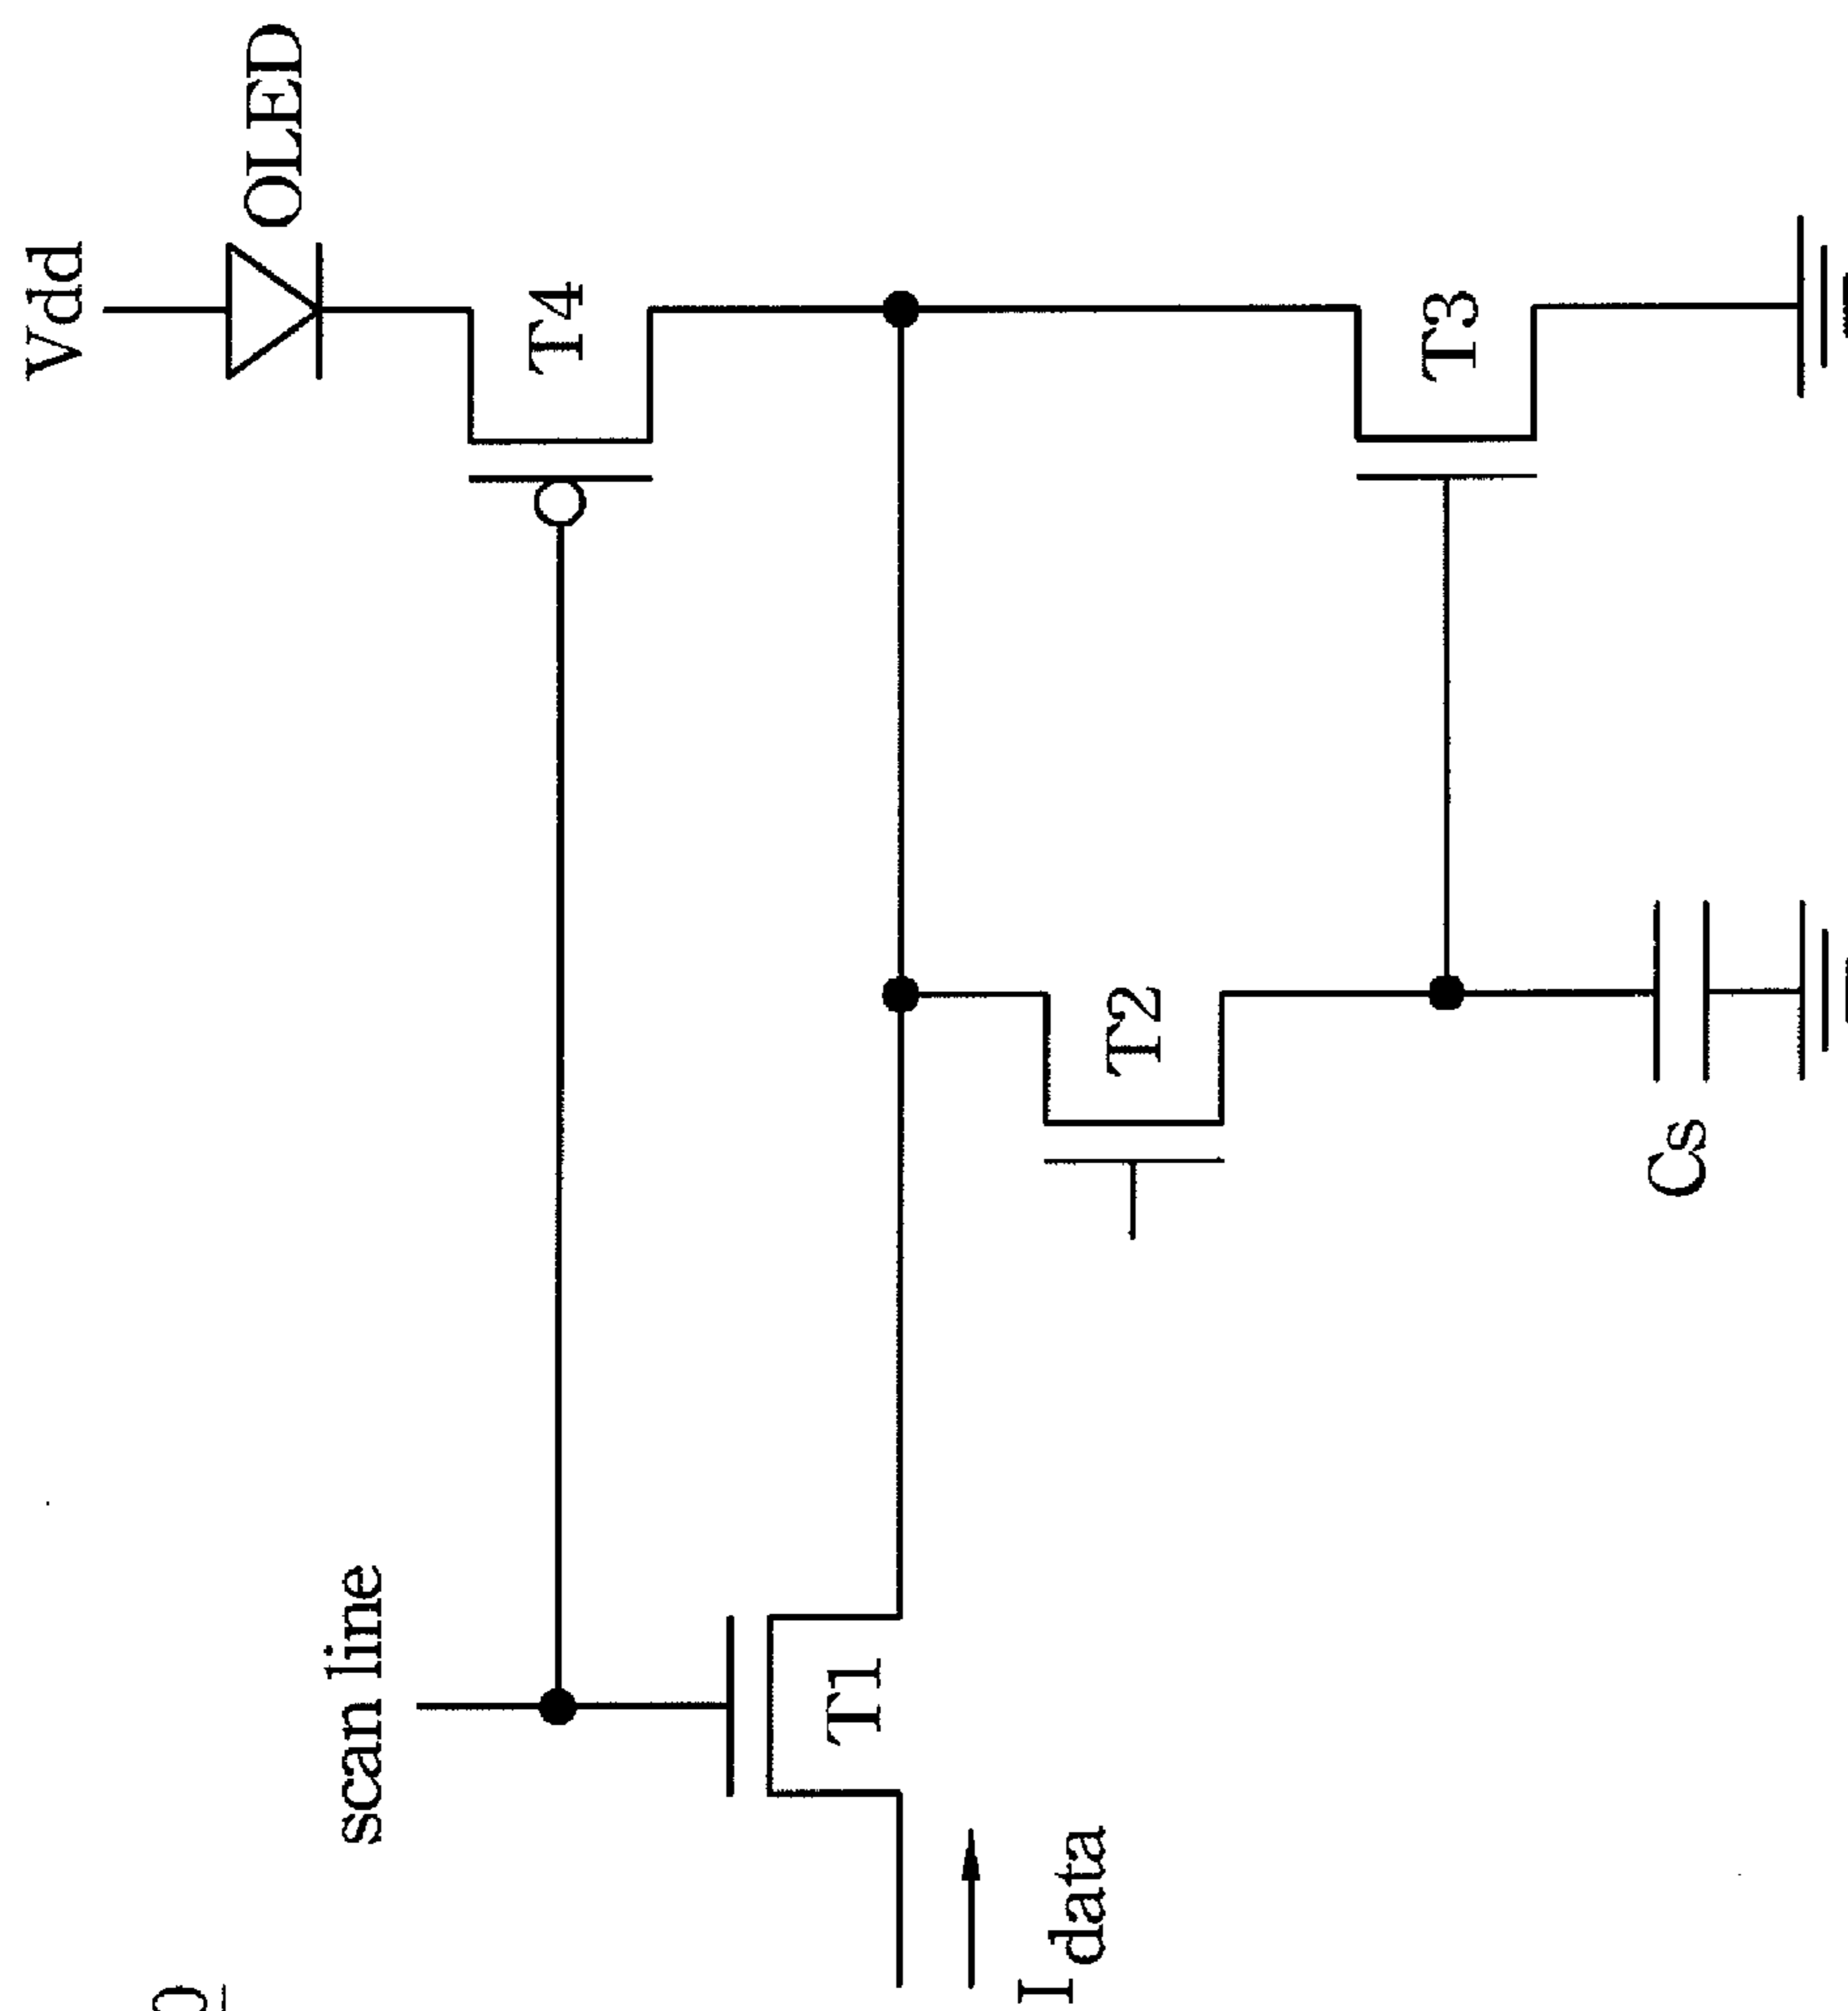 Vdd
OLED
T4
scan line
T1
I data
T2
T3
Cs